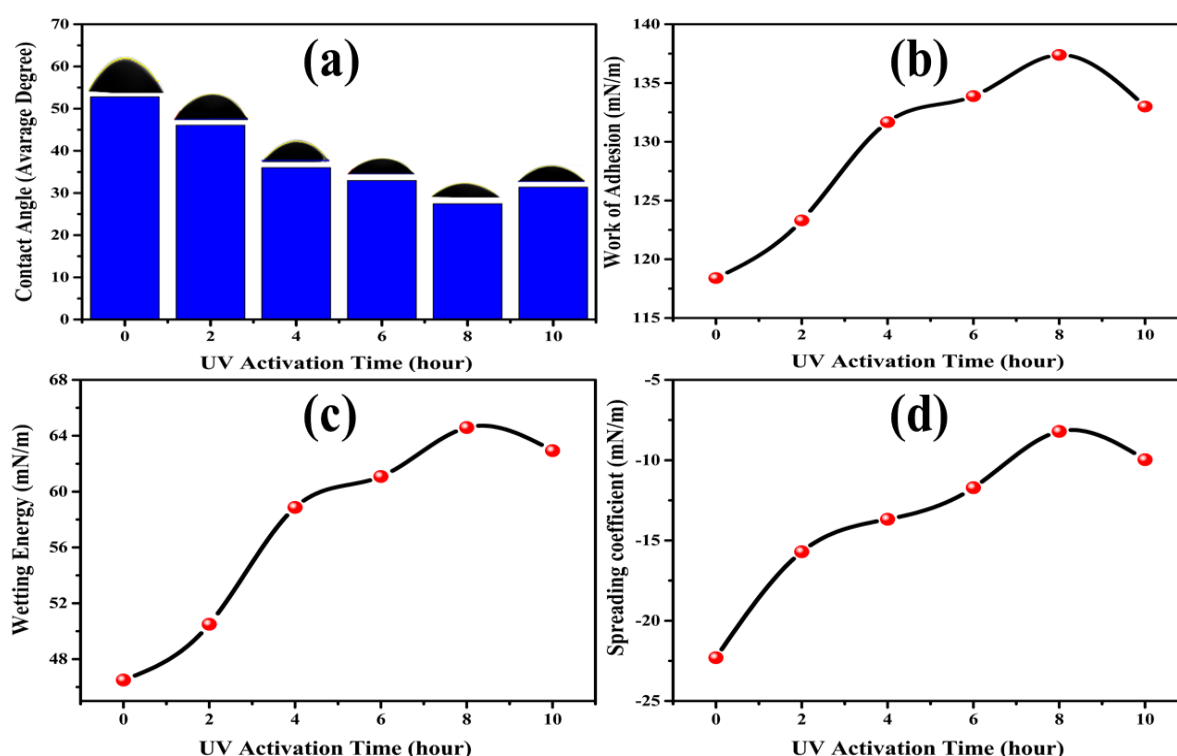 (a)
Contact Angle (Avarage Degree)
70
60
50
40
30
20
10
0
0 2 4 6 8 10
UV Activation Time (hour)
(b)
Work of Adhesion (mN/m)
140
135
130
125
120
115
0 2 4 6 8 10
UV Activation Time (hour)
(c)
Wetting Energy (mN/m)
68
64
60
56
52
48
0 2 4 6 8 10
UV Activation Time (hour)
(d)
Spreading coefficient (mN/m)
-5
-10
-15
-20
-25
0 2 4 6 8 10
UV Activation Time (hour)